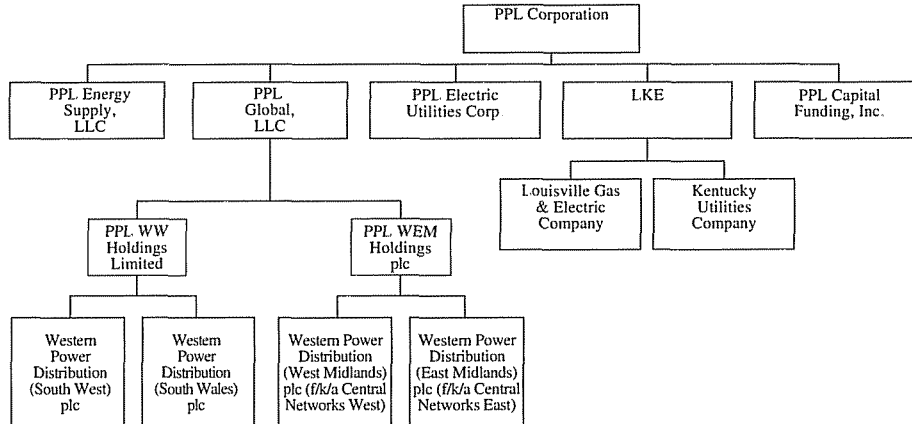 PPL Corporation
PPL Energy
Supply,
LLC
PPL
Global,
LLC
PPL Electric
Utilities Corp
LKE
PPL Capital
Funding, Inc.
Louisville Gas
& Electric
Company
Kentucky
Utilities
Company
PPL WW
Holdings
Limited
PPL WEM
Holdings
plc
Western
Power
Distribution
(South West)
plc
Western
Power
Distribution
(South Wales)
plc
Western Power
Distribution
(West Midlands)
plc (f/k/a Central
Networks West)
Western Power
Distribution
(East Midlands)
plc (f/k/a Central
Networks East)